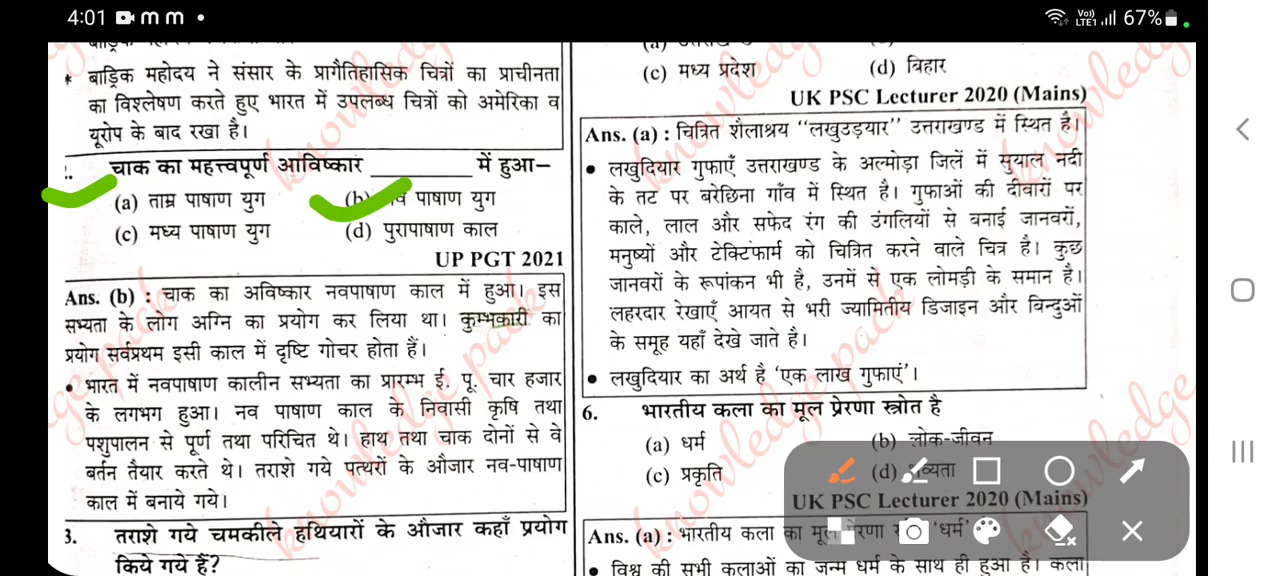 4:01
Vo)) LTE1 67%
* बाड्रिक महोदय ने संसार के प्रागैतिहासिक चित्रों का प्राचीनता
का विश्लेषण करते हुए भारत में उपलब्ध चित्रों को अमेरिका व
यूरोप के बाद रखा है।
चाक का महत्त्वपूर्ण आविष्कार ________ में हुआ–
(a) ताम्र पाषाण युग (b) नव पाषाण युग
(c) मध्य पाषाण युग (d) पुरापाषाण काल
UP PGT 2021
Ans. (b) : चाक का अविष्कार नवपाषाण काल में हुआ। इस
सभ्यता के लोग अग्नि का प्रयोग कर लिया था। कुम्भकारी का
प्रयोग सर्वप्रथम इसी काल में दृष्टि गोचर होता हैं।
• भारत में नवपाषाण कालीन सभ्यता का प्रारम्भ ई. पू. चार हजार
के लगभग हुआ। नव पाषाण काल के निवासी कृषि तथा
पशुपालन से पूर्ण तथा परिचित थे। हाथ तथा चाक दोनों से वे
बर्तन तैयार करते थे। तराशे गये पत्थरों के औजार नव-पाषाण
काल में बनाये गये।
3. तराशे गये चमकीले हथियारों के औजार कहाँ प्रयोग
किये गये हैं?
(c) मध्य प्रदेश (d) बिहार
UK PSC Lecturer 2020 (Mains)
Ans. (a) : चित्रित शैलाश्रय ‘‘लखुउड़यार’’ उत्तराखण्ड में स्थित है।
• लखुदियार गुफाएँ उत्तराखण्ड के अल्मोड़ा जिलें में सुयाल नदी
के तट पर बरेछिना गाँव में स्थित है। गुफाओं की दीवारों पर
काले, लाल और सफेद रंग की उंगलियों से बनाई जानवरों,
मनुष्यों और टेक्टिफार्म को चित्रित करने वाले चित्र है। कुछ
जानवरों के रूपांकन भी है, उनमें से एक लोमड़ी के समान है।
लहरदार रेखाएँ आयत से भरी ज्यामितीय डिजाइन और विन्दुओं
के समूह यहाँ देखे जाते है।
• लखुदियार का अर्थ है ‘एक लाख गुफाएं’।
6. भारतीय कला का मूल प्रेरणा स्त्रोत है
(a) धर्म (b) लोक-जीवन
(c) प्रकृति (d)
UK PSC Lecturer 2020 (Mains)
Ans. (a) : भारतीय कला का मूल प्रेरणा ‘धर्म’
• विश्व की सभी कलाओं का जन्म धर्म के साथ ही हुआ है। कला